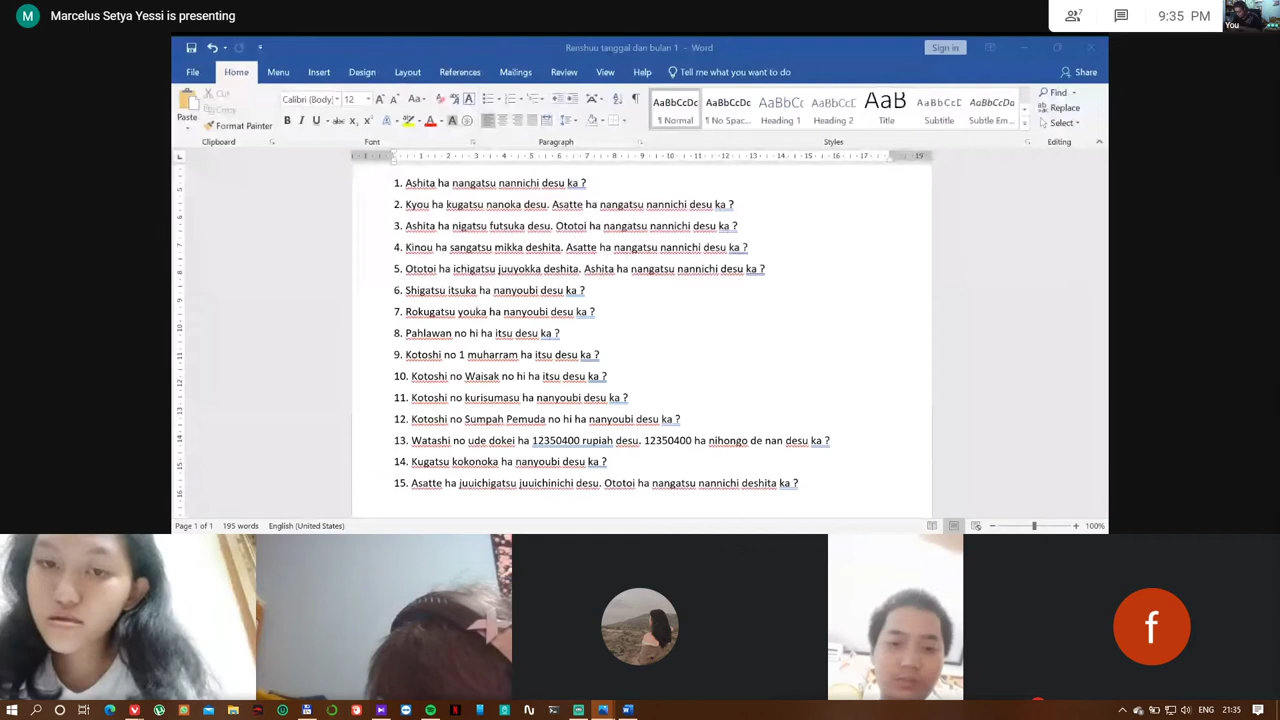 M
Marcelus Setya Yessi is presenting
7
9:35 PM
You
Renshuu tanggal dan bulan 1 - Word
Sign in
File Home Menu Insert Design Layout References Mailings Review View Help Tell me what you want to do Share
Paste
Cut
Copy
Format Painter
Clipboard
Calibri (Body) 12
Font
Paragraph
AaBbCcDc AaBbCcDc AaBbCc AaBbCcC AaB AaBbCcD AaBbCcDa
¶ Normal ¶ No Spac... Heading 1 Heading 2 Title Subtitle Subtle Em...
Styles
Find
Replace
Select
Editing
1. Ashita ha nangatsu nannichi desu ka ?
2. Kyou ha kugatsu nanoka desu. Asatte ha nangatsu nannichi desu ka ?
3. Ashita ha nigatsu futsuka desu. Ototoi ha nangatsu nannichi desu ka ?
4. Kinou ha sangatsu mikka deshita. Asatte ha nangatsu nannichi desu ka ?
5. Ototoi ha ichigatsu juuyokka deshita. Ashita ha nangatsu nannichi desu ka ?
6. Shigatsu itsuka ha nanyoubi desu ka ?
7. Rokugatsu youka ha nanyoubi desu ka ?
8. Pahlawan no hi ha itsu desu ka ?
9. Kotoshi no 1 muharram ha itsu desu ka ?
10. Kotoshi no Waisak no hi ha itsu desu ka ?
11. Kotoshi no kurisumasu ha nanyoubi desu ka ?
12. Kotoshi no Sumpah Pemuda no hi ha nanyoubi desu ka ?
13. Watashi no ude dokei ha 12350400 rupiah desu. 12350400 ha nihongo de nan desu ka ?
14. Kugatsu kokonoka ha nanyoubi desu ka ?
15. Asatte ha juuichigatsu juuichinichi desu. Ototoi ha nangatsu nannichi deshita ka ?
Page 1 of 1 195 words English (United States)
100%
f
21:35